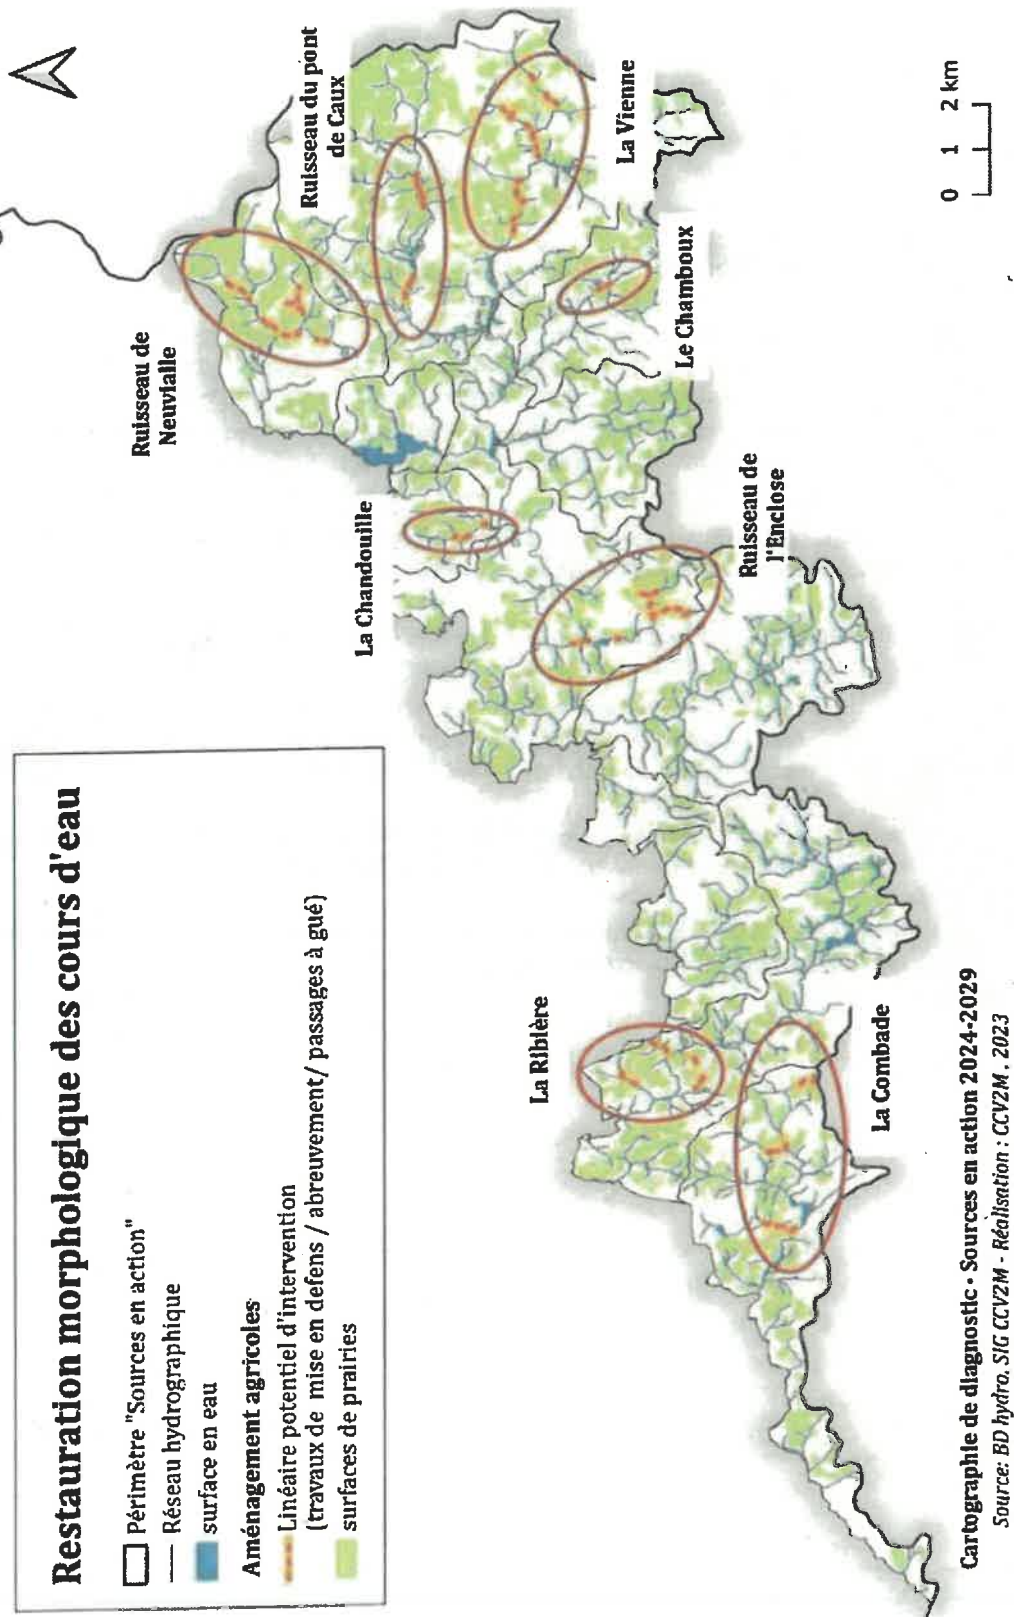 Restauration morphologique des cours d'eau
Périmètre "Sources en action"
Réseau hydrographique
surface en eau
Aménagement agricoles
Linéaire potentiel d'intervention
(travaux de mise en defens / abreuvement/ passages à gué)
surfaces de prairies
Ruisseau de
Neuvialle
Ruisseau du pont
de Caux
La Chandouille
La Vienne
Le Chamboux
Ruisseau de
l'Enclose
La Ribière
La Combade
0 1 2 km
Cartographie de diagnostic • Sources en action 2024-2029
Source: BD hydro, SIG CCV2M - Réalisation : CCV2M, 2023